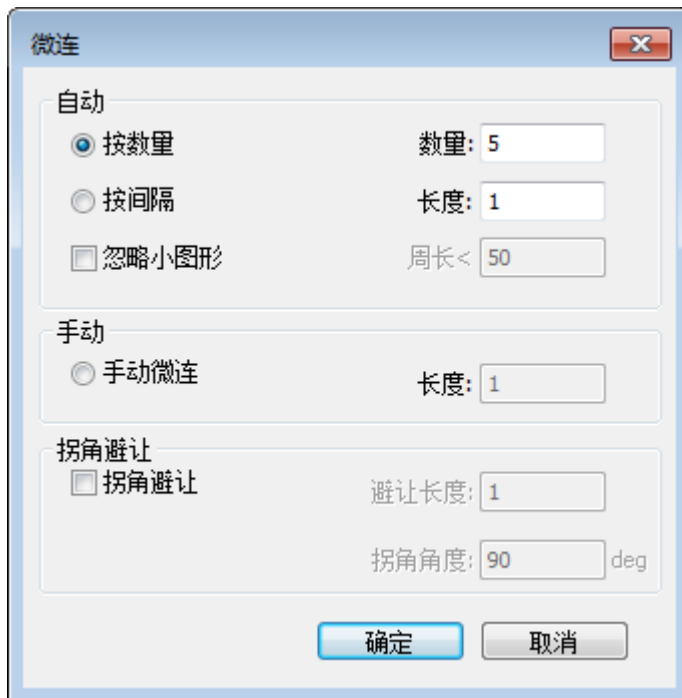 微连
自动
按数量 数量: 5
按间隔 长度: 1
忽略小图形 周长< 50
手动
手动微连 长度: 1
拐角避让
拐角避让 避让长度: 1
拐角角度: 90 deg
确定 取消